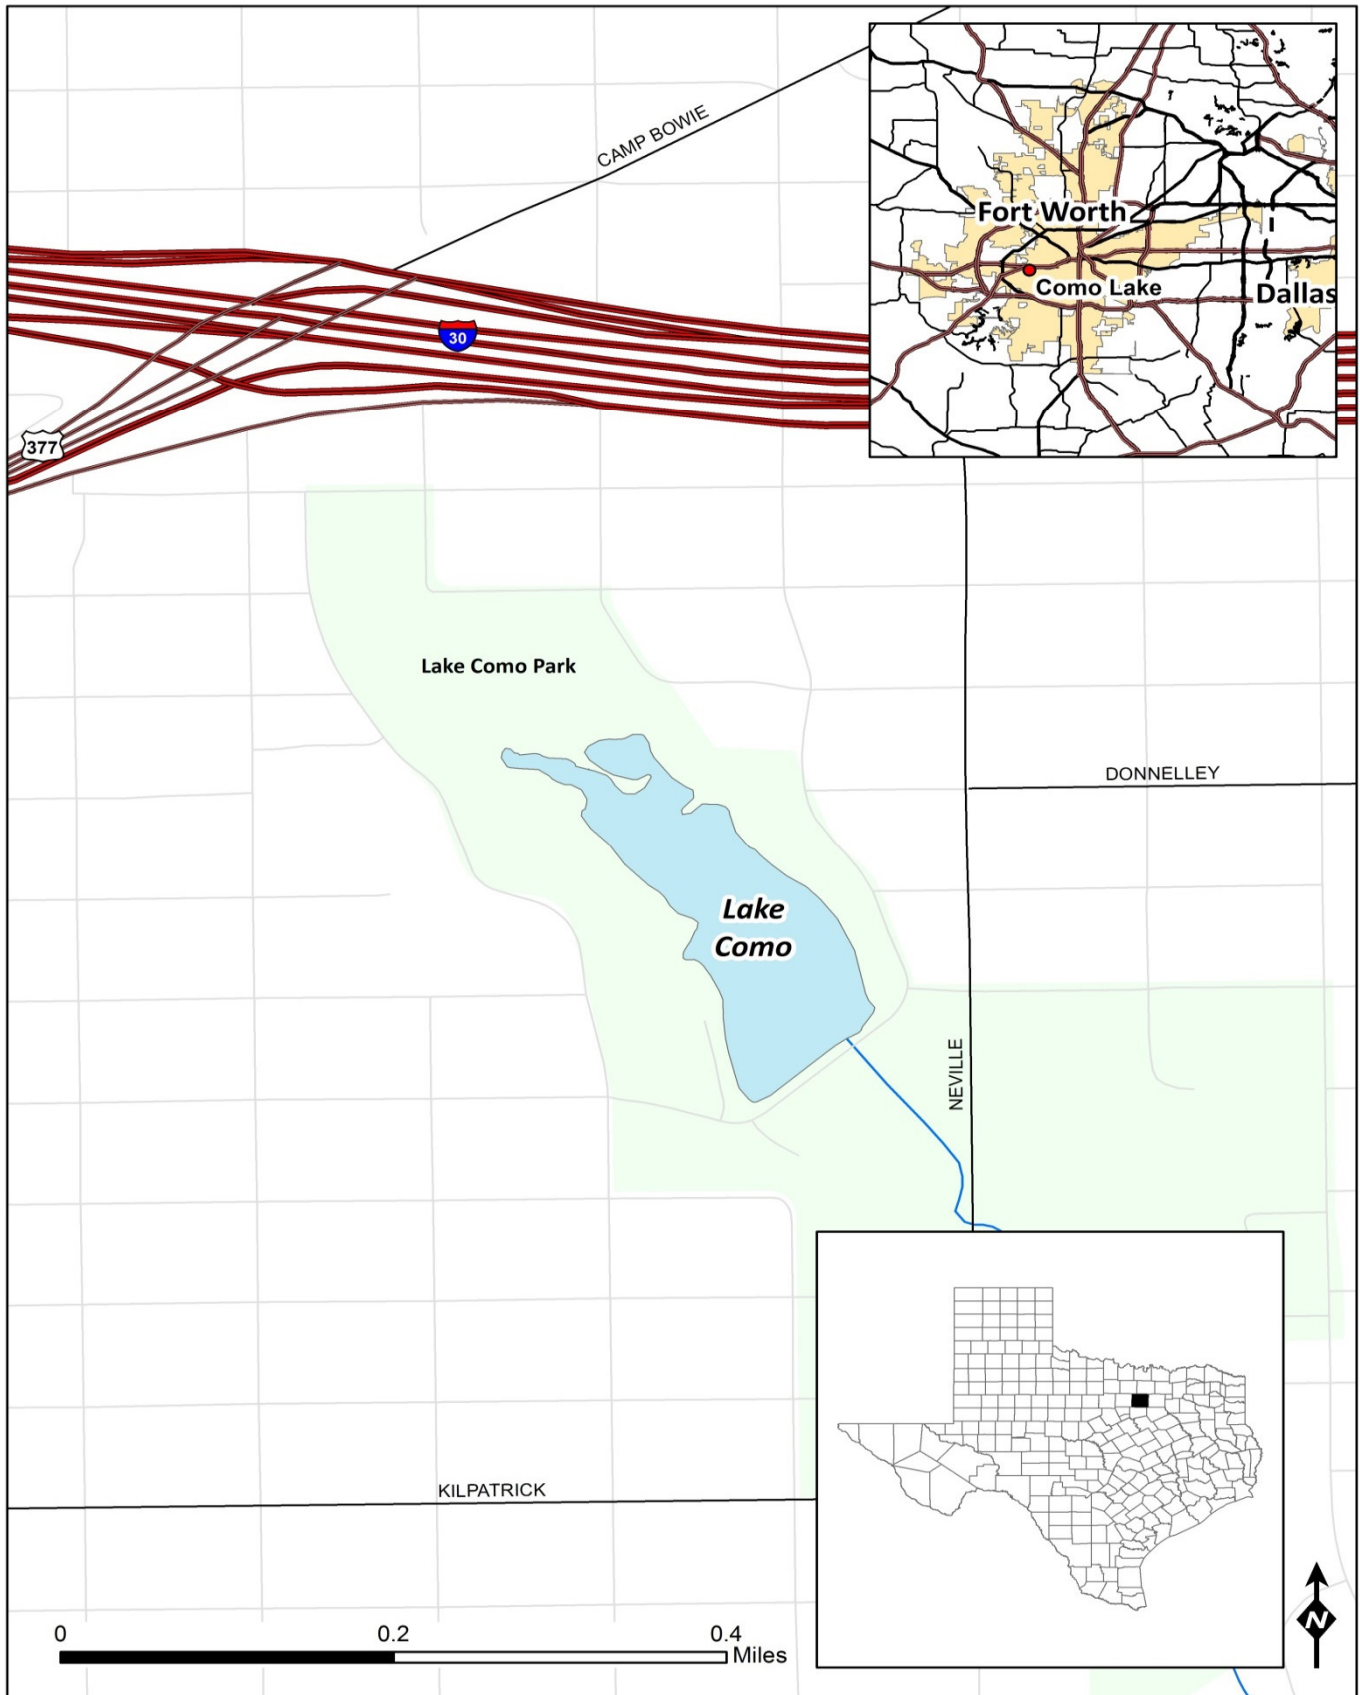 CAMP BOWIE
Fort Worth
Como Lake
Dallas
30
377
Lake Como Park
DONNELLEY
Lake
Como
NEVILLE
KILPATRICK
0 0.2 0.4
Miles
N